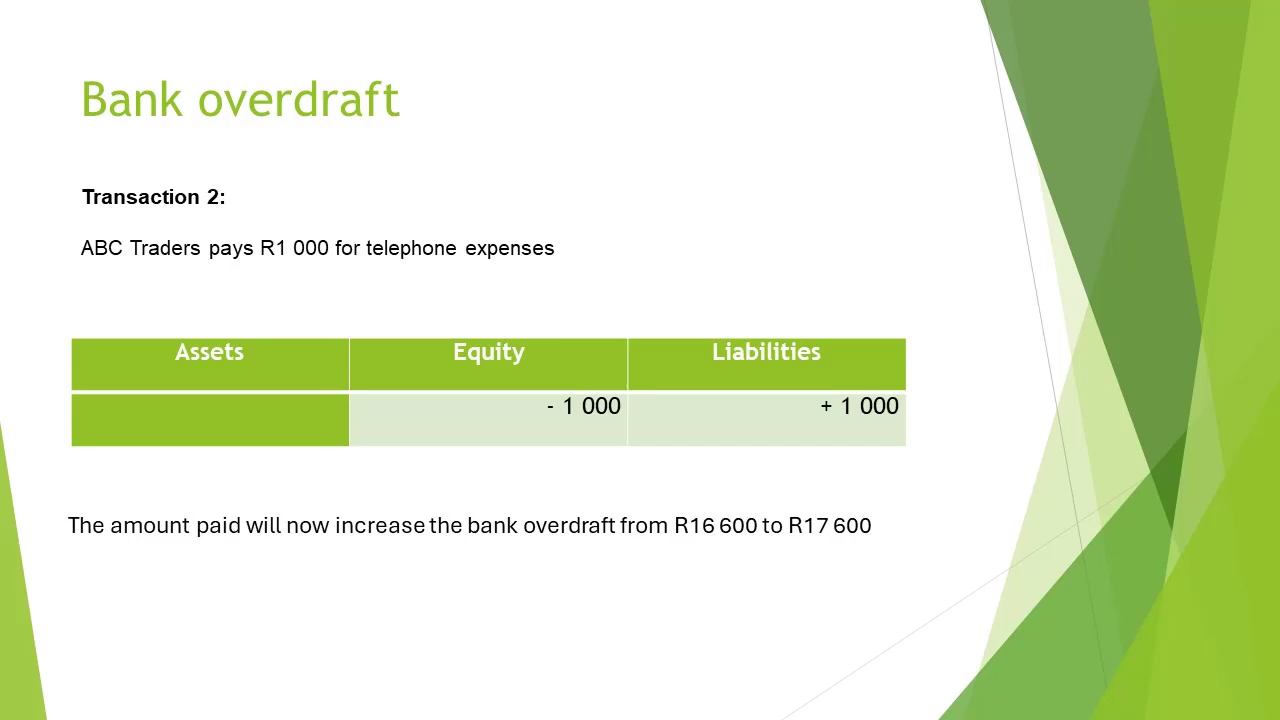 Bank overdraft
Transaction 2:
ABC Traders pays R1 000 for telephone expenses
Assets Equity Liabilities
- 1 000 + 1 000
The amount paid will now increase the bank overdraft from R16 600 to R17 600